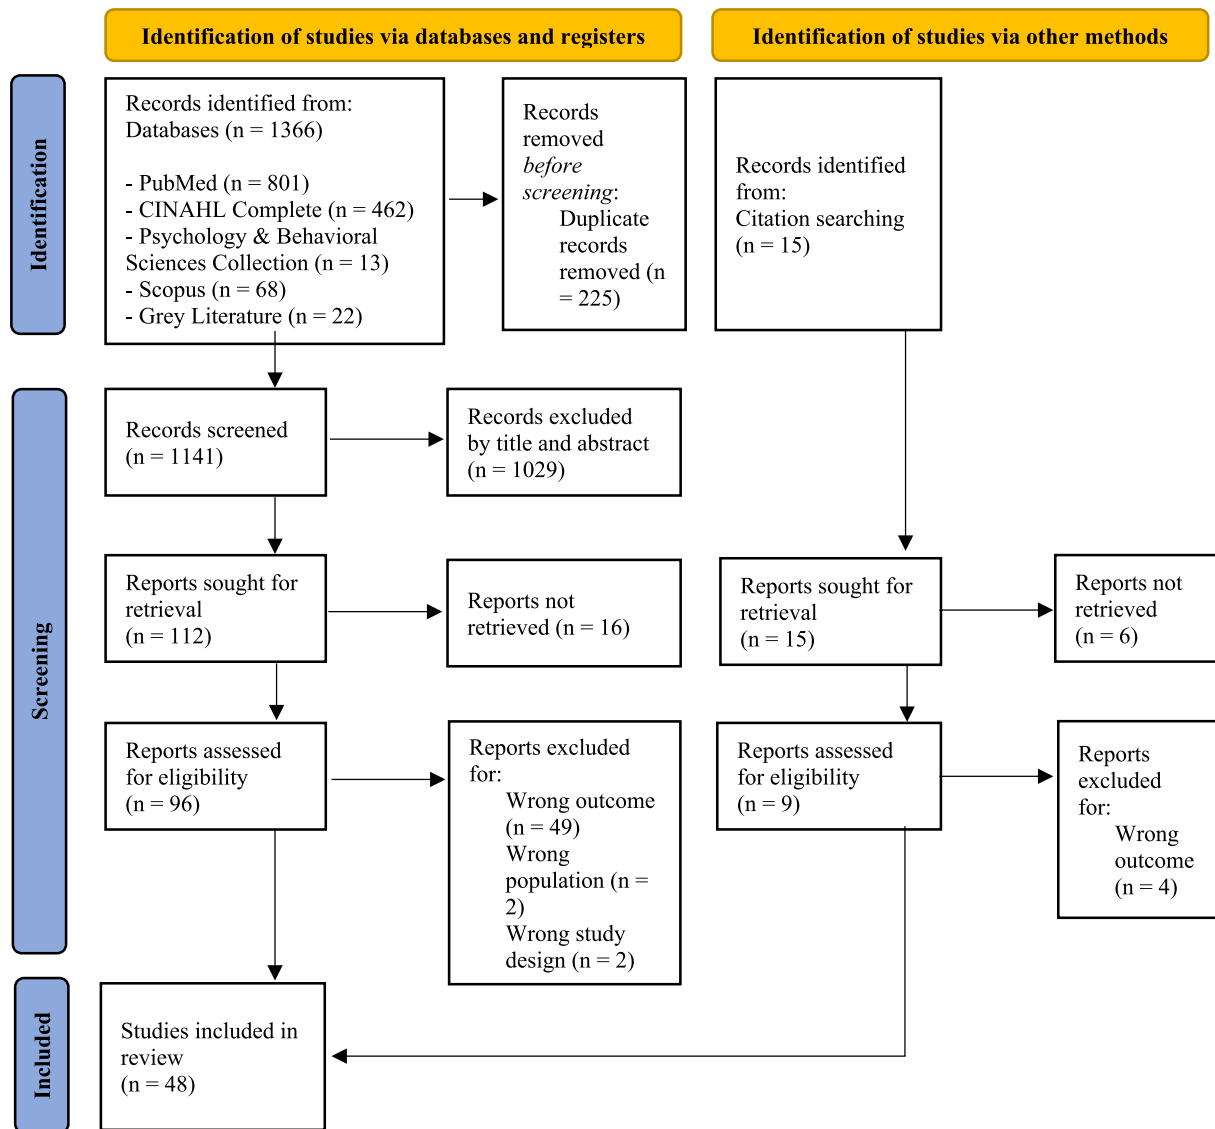 Identification of studies via databases and registers
Identification of studies via other methods
Identification
Records identified from:
Databases (n = 1366)
- PubMed (n = 801)
- CINAHL Complete (n = 462)
- Psychology & Behavioral
Sciences Collection (n = 13)
- Scopus (n = 68)
- Grey Literature (n = 22)
Records
removed
before
screening:
Duplicate
records
removed (n
= 225)
Records identified
from:
Citation searching
(n = 15)
Screening
Records screened
(n = 1141)
Records excluded
by title and abstract
(n = 1029)
Reports sought for
retrieval
(n = 112)
Reports not
retrieved (n = 16)
Reports sought for
retrieval
(n = 15)
Reports not
retrieved
(n = 6)
Reports assessed
for eligibility
(n = 96)
Reports excluded
for:
Wrong outcome
(n = 49)
Wrong
population (n =
2)
Wrong study
design (n = 2)
Reports assessed
for eligibility
(n = 9)
Reports
excluded
for:
Wrong
outcome
(n = 4)
Included
Studies included in
review
(n = 48)